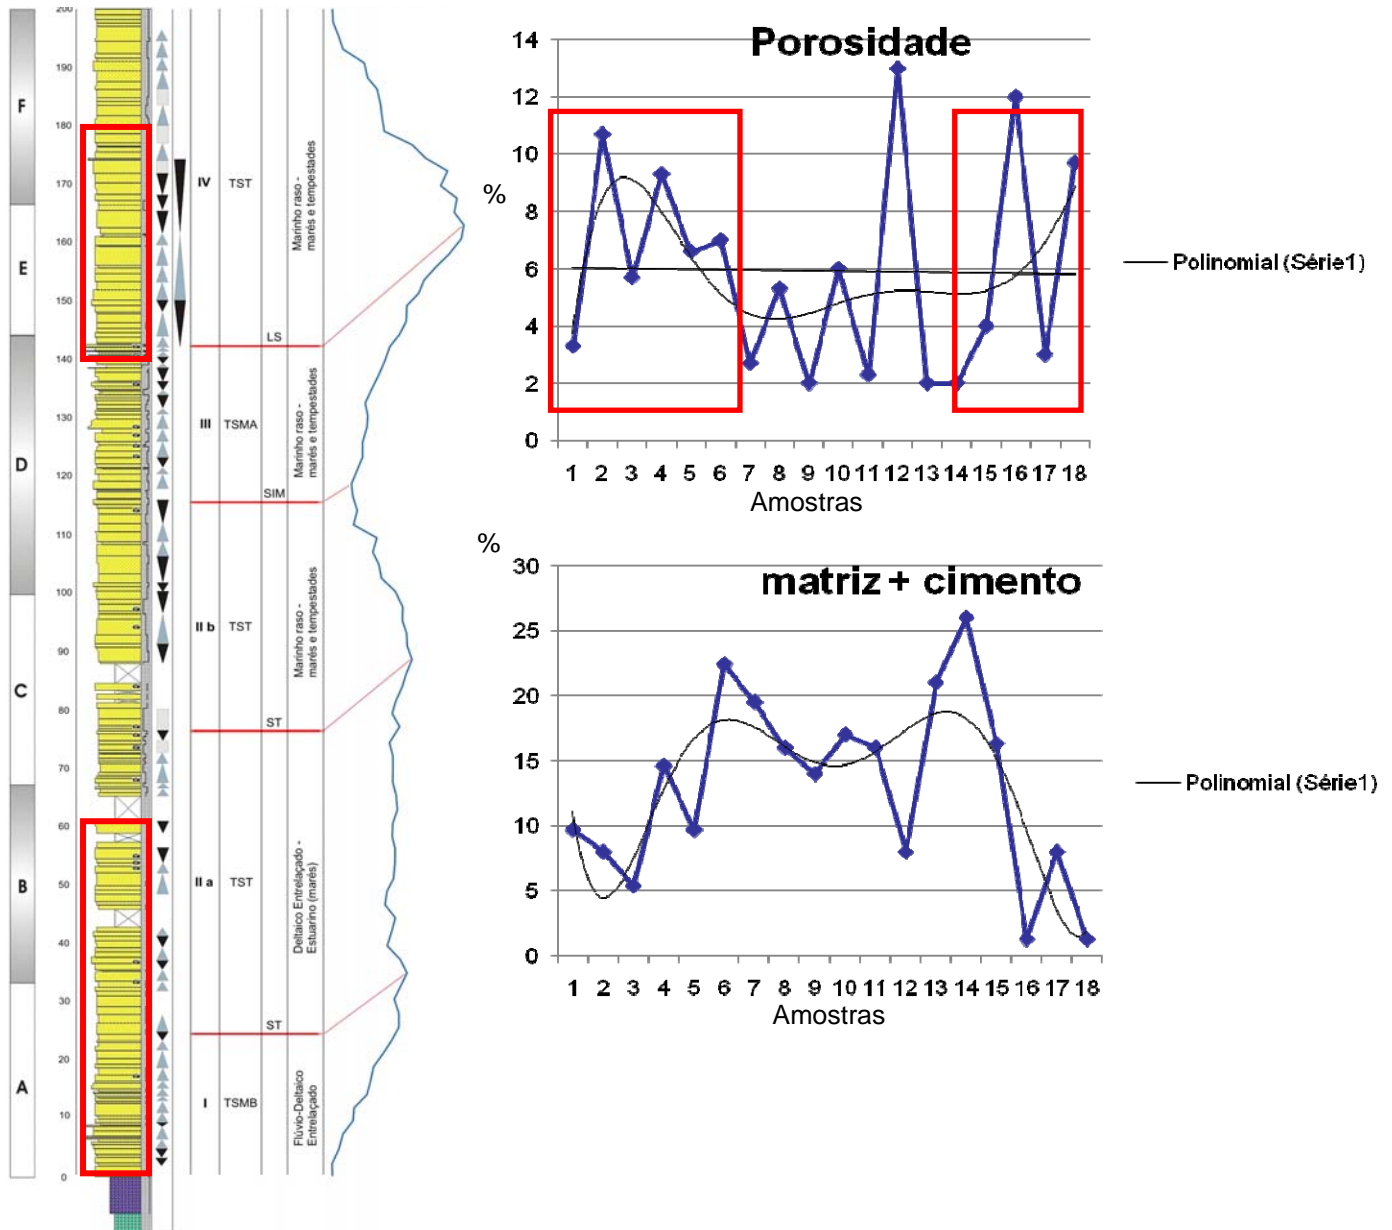 200
190
180
170
160
150
140
130
120
110
100
90
80
70
60
50
40
30
20
10
0
F
E
D
C
B
A
IV
TST
Marinho raso -
marés e tempestades
LS
III
TSMA
Marinho raso -
marés e tempestades
SIM
II b
TST
Marinho raso -
marés e tempestades
ST
II a
TST
Deltaico Entrelaçado -
Estuarino (marés)
ST
I
TSMB
Flúvio-Deltaico
Entrelaçado
Porosidade
%
14
12
10
8
6
4
2
0
1 2 3 4 5 6 7 8 9 10 11 12 13 14 15 16 17 18
Amostras
Polinomial (Série1)
%
matriz + cimento
30
25
20
15
10
5
0
1 2 3 4 5 6 7 8 9 10 11 12 13 14 15 16 17 18
Amostras
Polinomial (Série1)